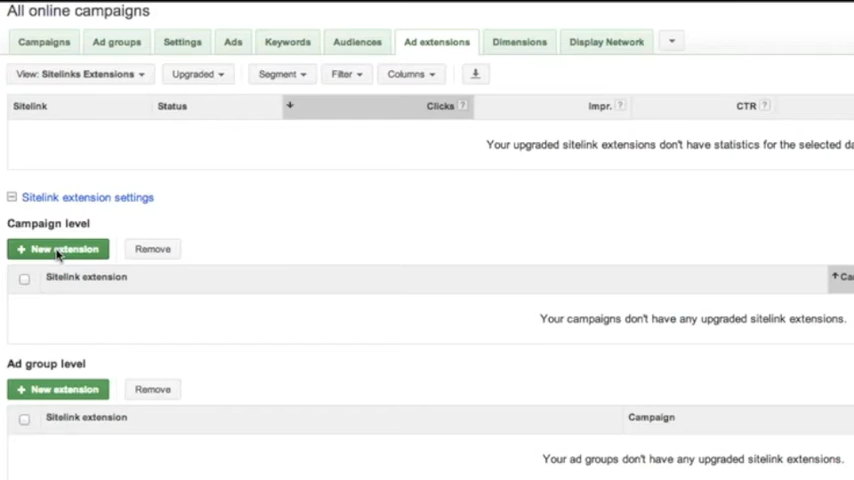 All online campaigns
Campaigns Ad groups Settings Ads Keywords Audiences Ad extensions Dimensions Display Network
View: Sitelinks Extensions Upgraded Segment Filter Columns
Sitelink Status Clicks ? Impr. ? CTR ?
Your upgraded sitelink extensions don't have statistics for the selected da
Sitelink extension settings
Campaign level
+ New extension Remove
Sitelink extension Ca
Your campaigns don't have any upgraded sitelink extensions.
Ad group level
+ New extension Remove
Sitelink extension Campaign
Your ad groups don't have any upgraded sitelink extensions.